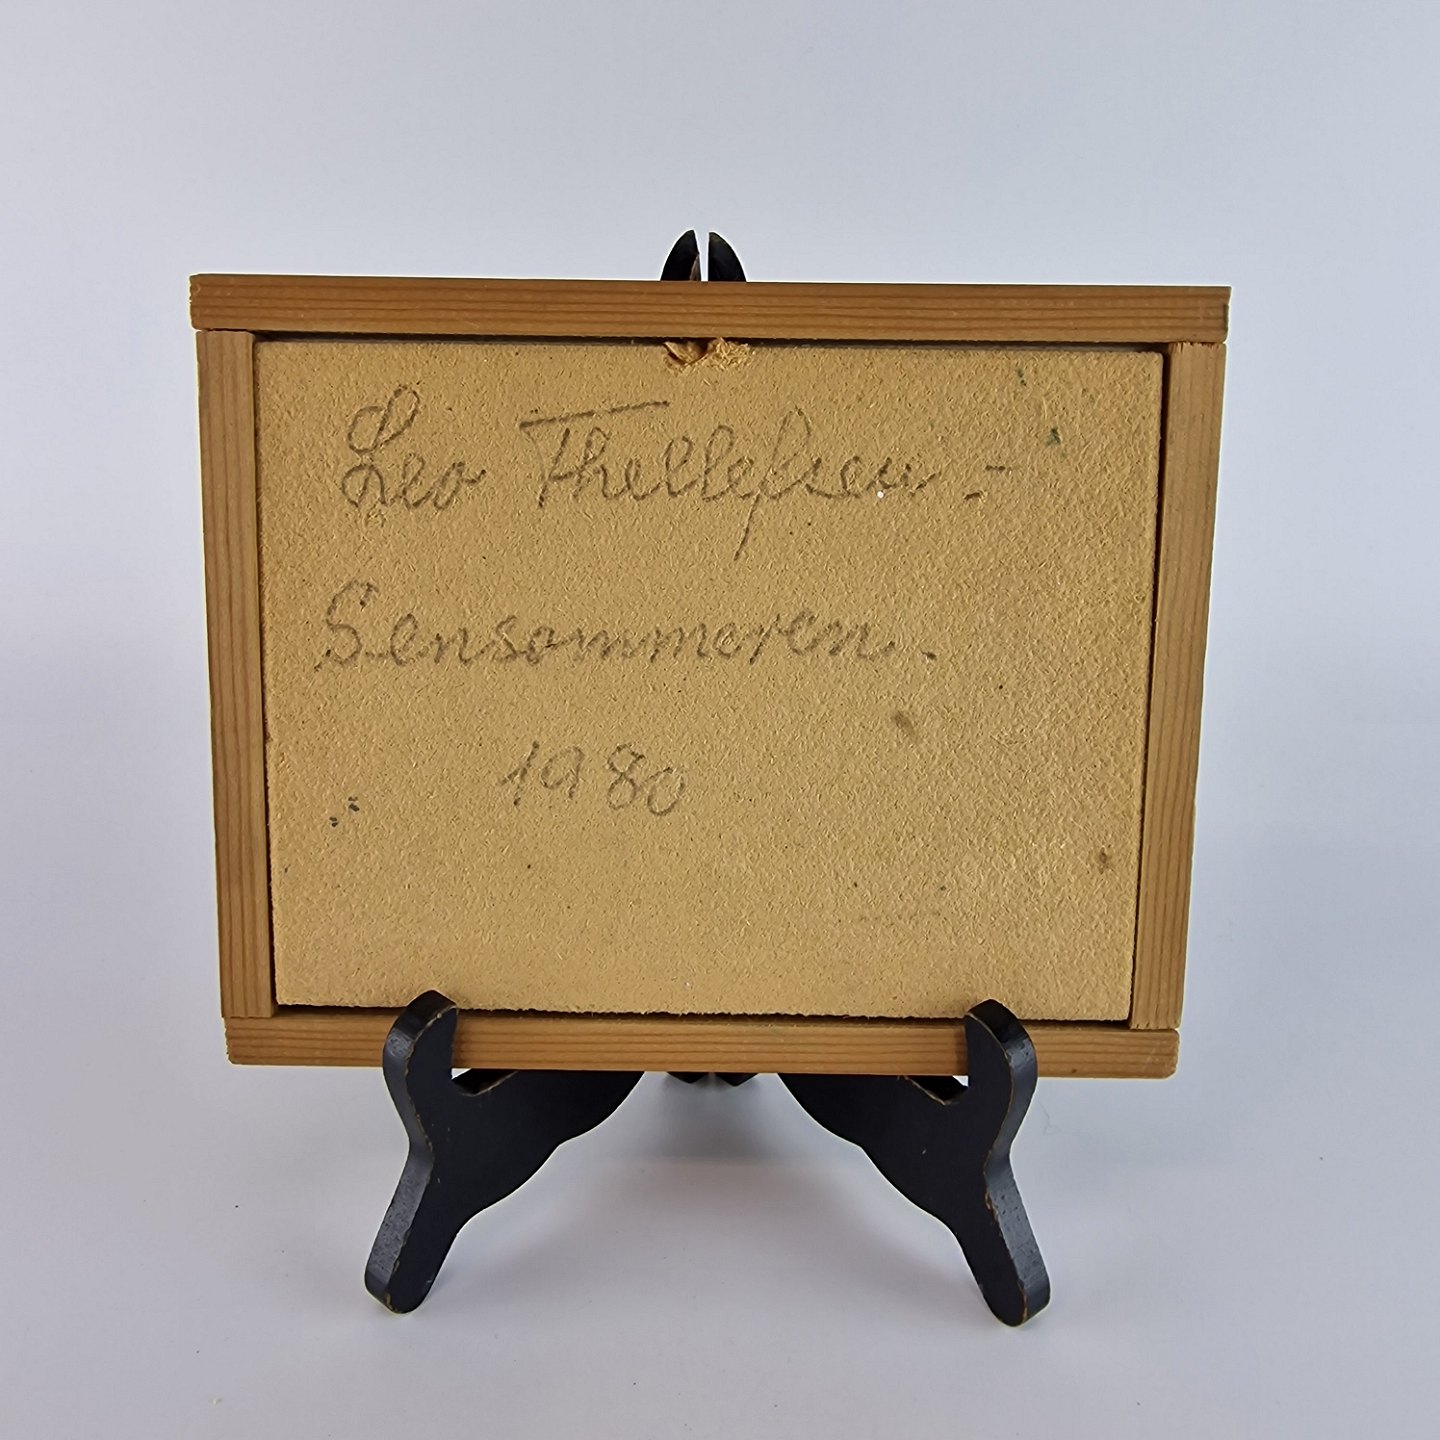 Leo Thellefsen. -
Sensommeren.
1980